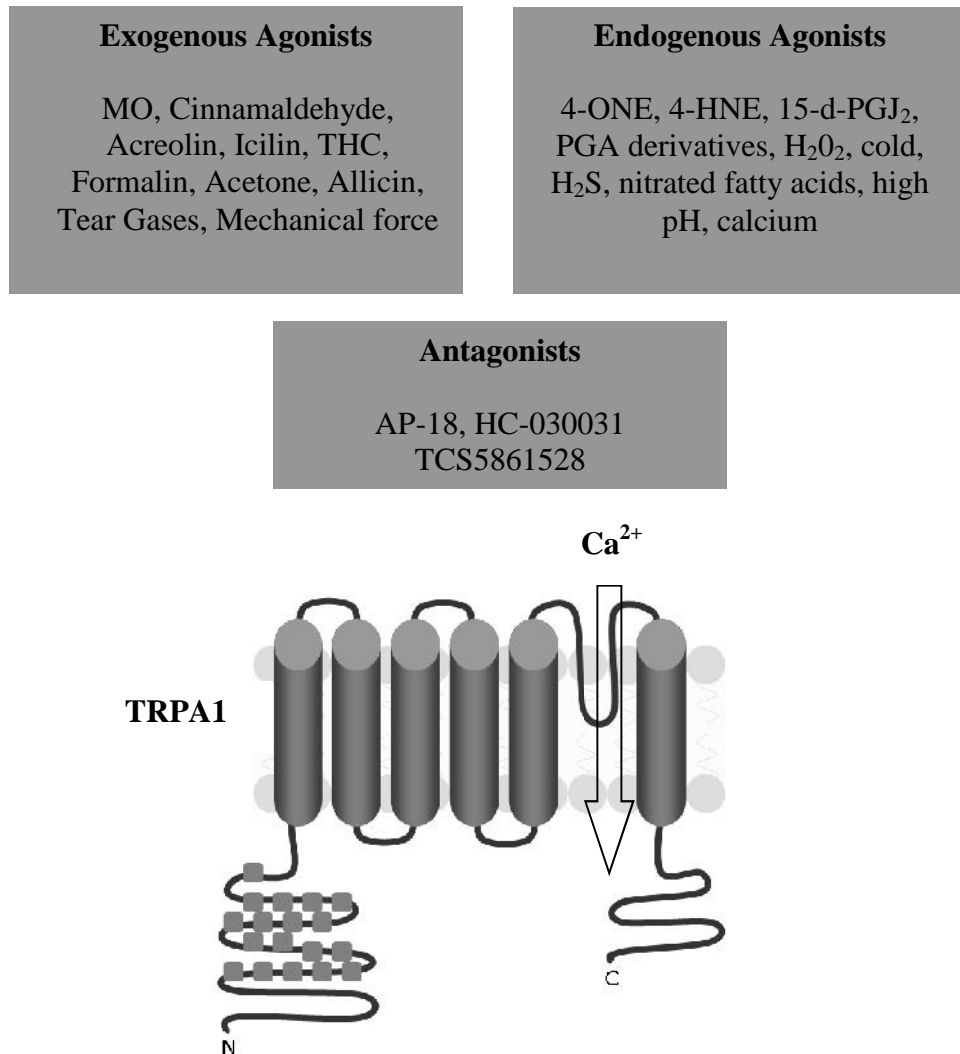 Exogenous Agonists
MO, Cinnamaldehyde,
Acreolin, Icilin, THC,
Formalin, Acetone, Allicin,
Tear Gases, Mechanical force
Endogenous Agonists
4-ONE, 4-HNE, 15-d-PGJ₂,
PGA derivatives, H₂0₂, cold,
H₂S, nitrated fatty acids, high
pH, calcium
Antagonists
AP-18, HC-030031
TCS5861528
Ca²⁺
TRPA1
C
N